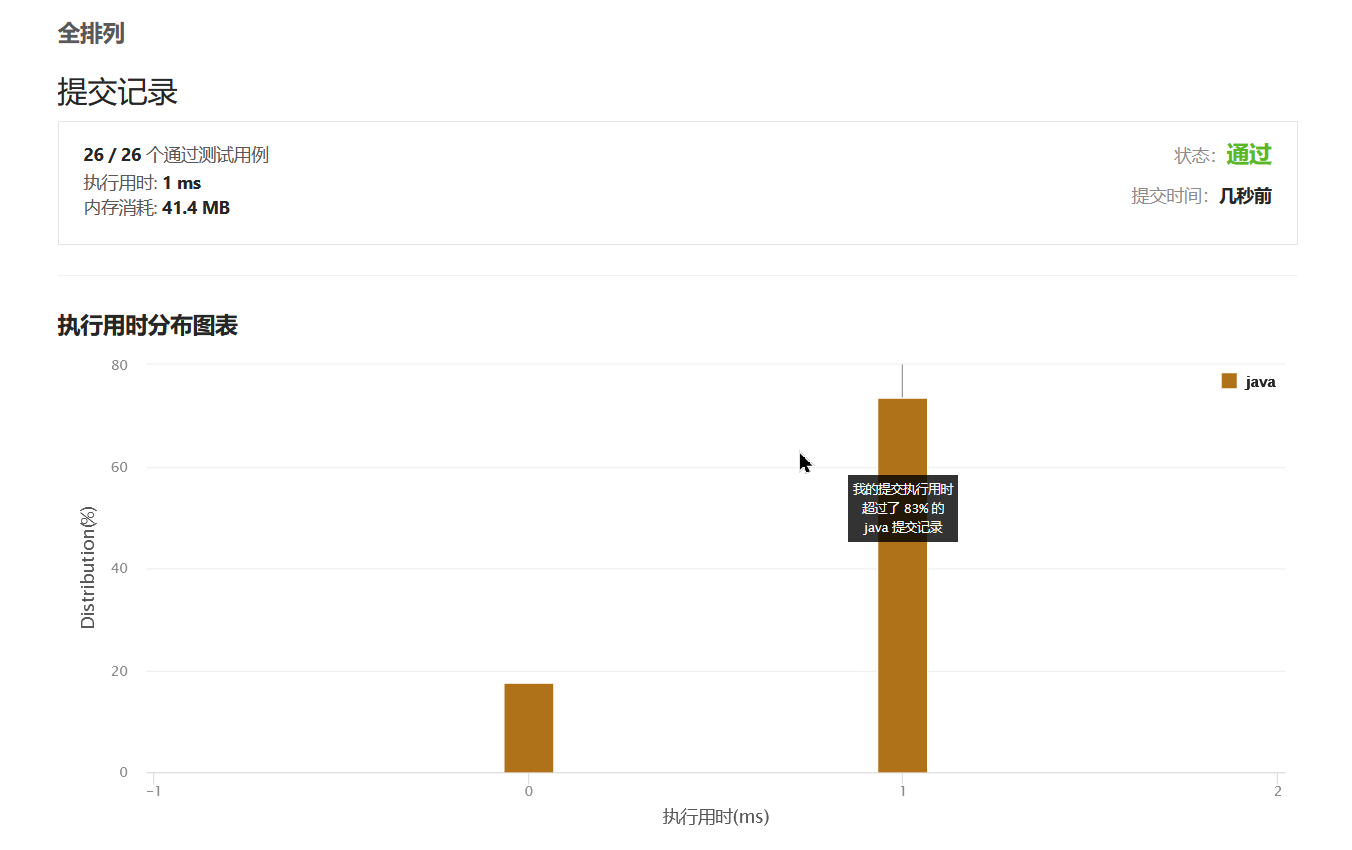 全排列
提交记录
26 / 26 个通过测试用例
状态：通过
执行用时: 1 ms
提交时间：几秒前
内存消耗: 41.4 MB
执行用时分布图表
80
java
60
我的提交执行用时
超过了 83% 的
java 提交记录
Distribution(%)
40
20
0
−1
0
1
2
执行用时(ms)